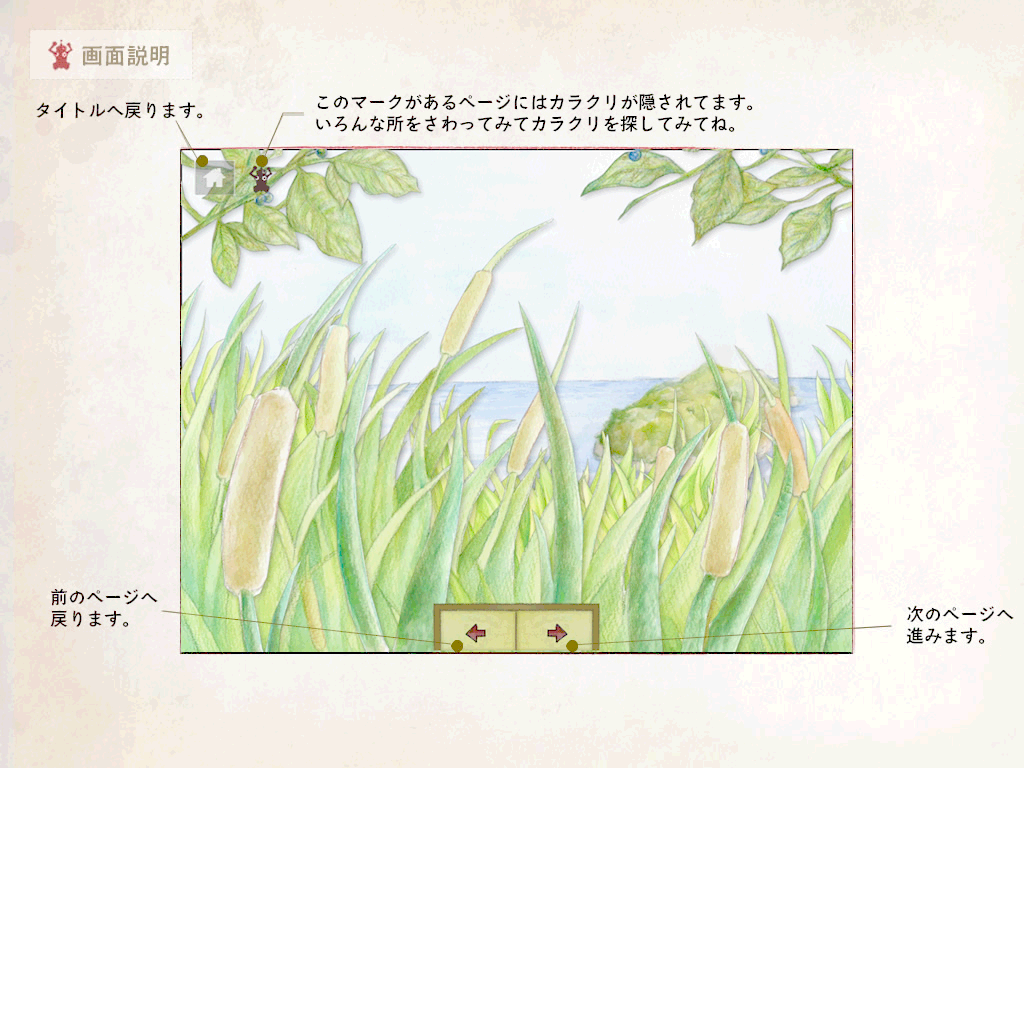 画面説明
タイトルへ戻ります。
このマークがあるページにはカラクリが隠されてます。
いろんな所をさわってみてカラクリを探してみてね。
前のページへ
戻ります。
次のページへ
進みます。